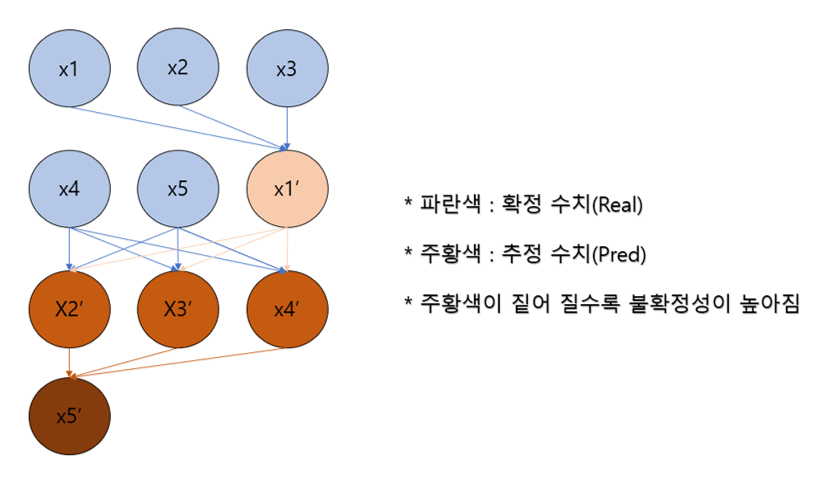 x1 x2 x3
x4 x5 x1’
* 파란색 : 확정 수치(Real)
* 주황색 : 추정 수치(Pred)
X2’ X3’ x4’
* 주황색이 짙어 질수록 불확정성이 높아짐
x5’